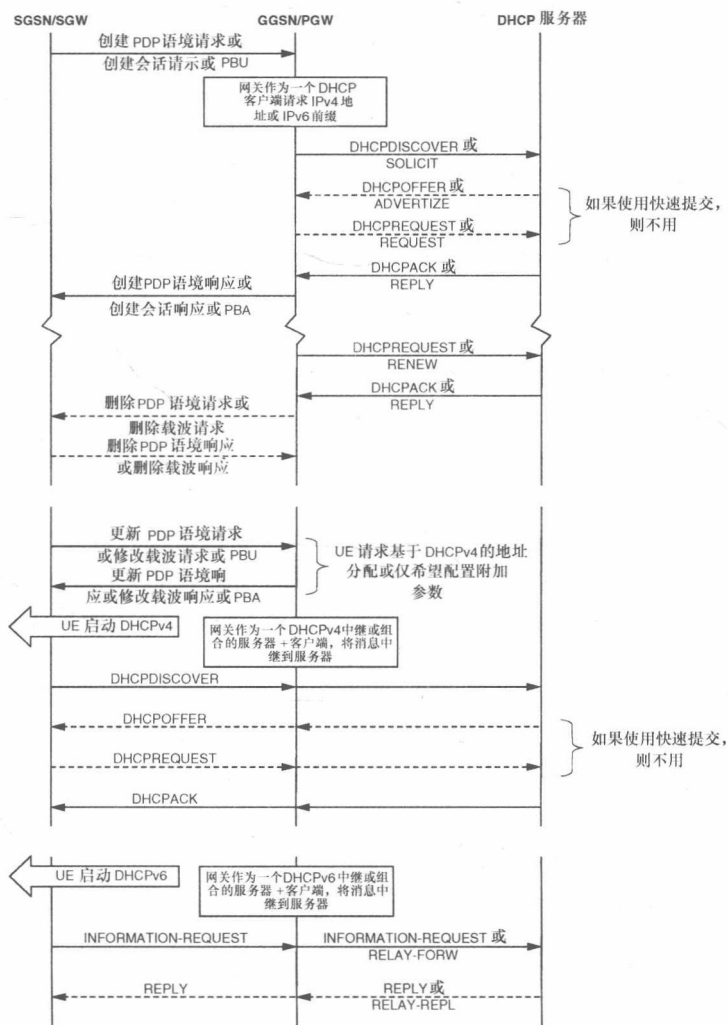 SGSN/SGW
GGSN/PGW
DHCP 服务器
创建 PDP 语境请求或
创建会话请示或 PBU
网关作为一个 DHCP
客户端请求 IPv4 地
址或 IPv6 前缀
DHCPDISCOVER 或
SOLICIT
DHCPOFFER 或
ADVERTIZE
DHCPREQUEST 或
REQUEST
如果使用快速提交,
则不用
DHCPACK 或
REPLY
创建PDP语境响应或
创建会话响应或 PBA
DHCPREQUEST 或
RENEW
DHCPACK 或
REPLY
删除PDP 语境请求或
删除载波请求
删除PDP 语境响应
或删除载波响应
更新 PDP 语境请求
或修改载波请求或 PBU
更新 PDP 语境响
应或修改载波响应或 PBA
UE 请求基于 DHCPv4 的地址
分配或仅希望配置附加
参数
UE 启动 DHCPv4
网关作为一个 DHCPv4中继或组
合的服务器 +客户端, 将消息中
继到服务器
DHCPDISCOVER
DHCPOFFER
DHCPREQUEST
如果使用快速提交,
则不用
DHCPACK
UE 启动 DHCPv6
网关作为一个DHCPv6 中继或组
合的服务器 +客户端, 将消息中
继到服务器
INFORMATION-REQUEST
INFORMATION-REQUEST 或
RELAY-FORW
REPLY
REPLY 或
RELAY-REPL